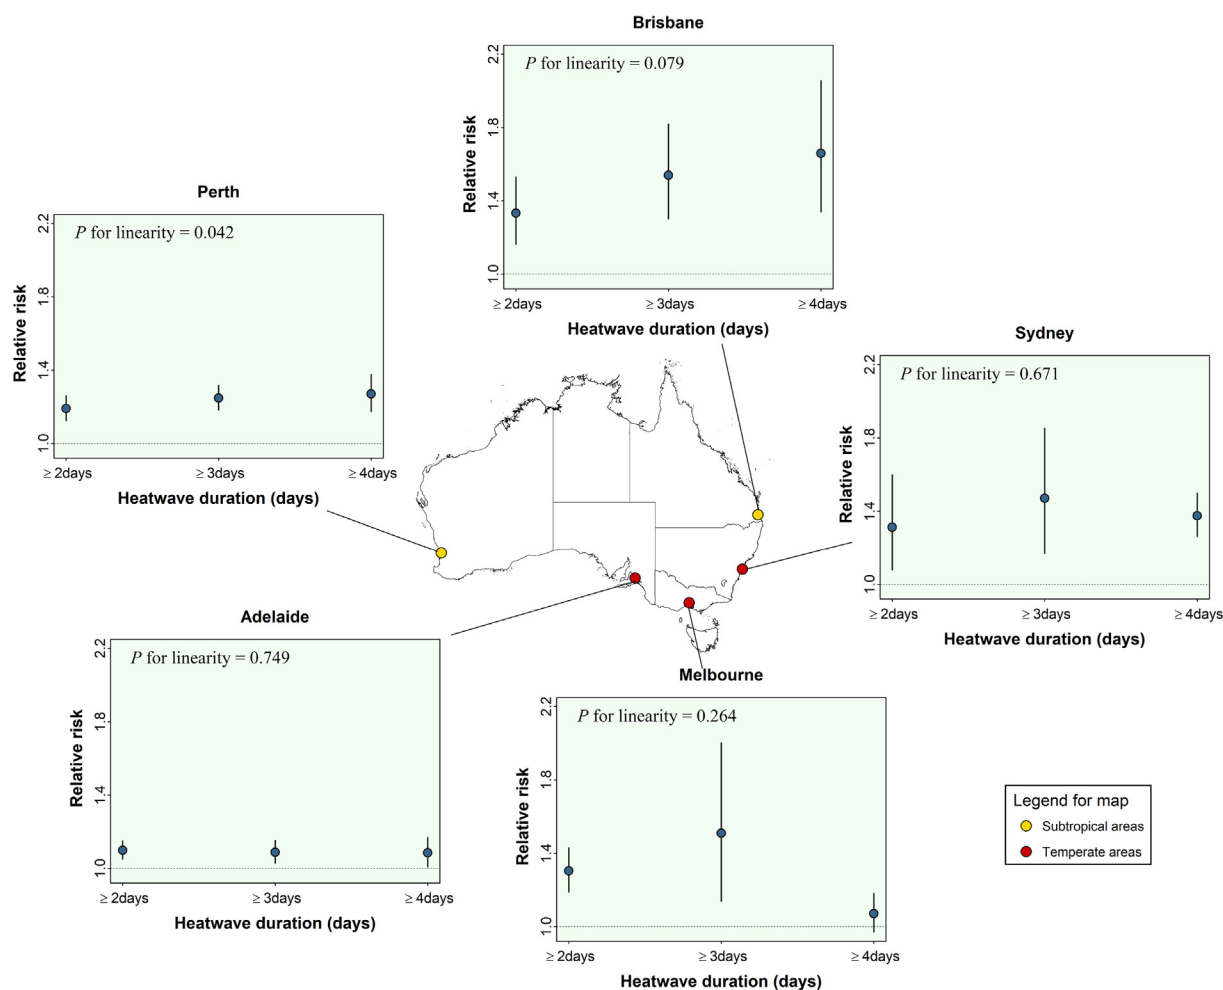 Brisbane
P for linearity = 0.079
Relative risk
2.2
1.8
1.4
1.0
≥ 2days
≥ 3days
≥ 4days
Heatwave duration (days)
Perth
P for linearity = 0.042
Relative risk
2.2
1.8
1.4
1.0
≥ 2days
≥ 3days
≥ 4days
Heatwave duration (days)
Sydney
P for linearity = 0.671
Relative risk
2.2
1.8
1.4
1.0
≥ 2days
≥ 3days
≥ 4days
Heatwave duration (days)
Adelaide
P for linearity = 0.749
Relative risk
2.2
1.8
1.4
1.0
≥ 2days
≥ 3days
≥ 4days
Heatwave duration (days)
Melbourne
P for linearity = 0.264
Relative risk
2.2
1.8
1.4
1.0
≥ 2days
≥ 3days
≥ 4days
Heatwave duration (days)
Legend for map
Subtropical areas
Temperate areas